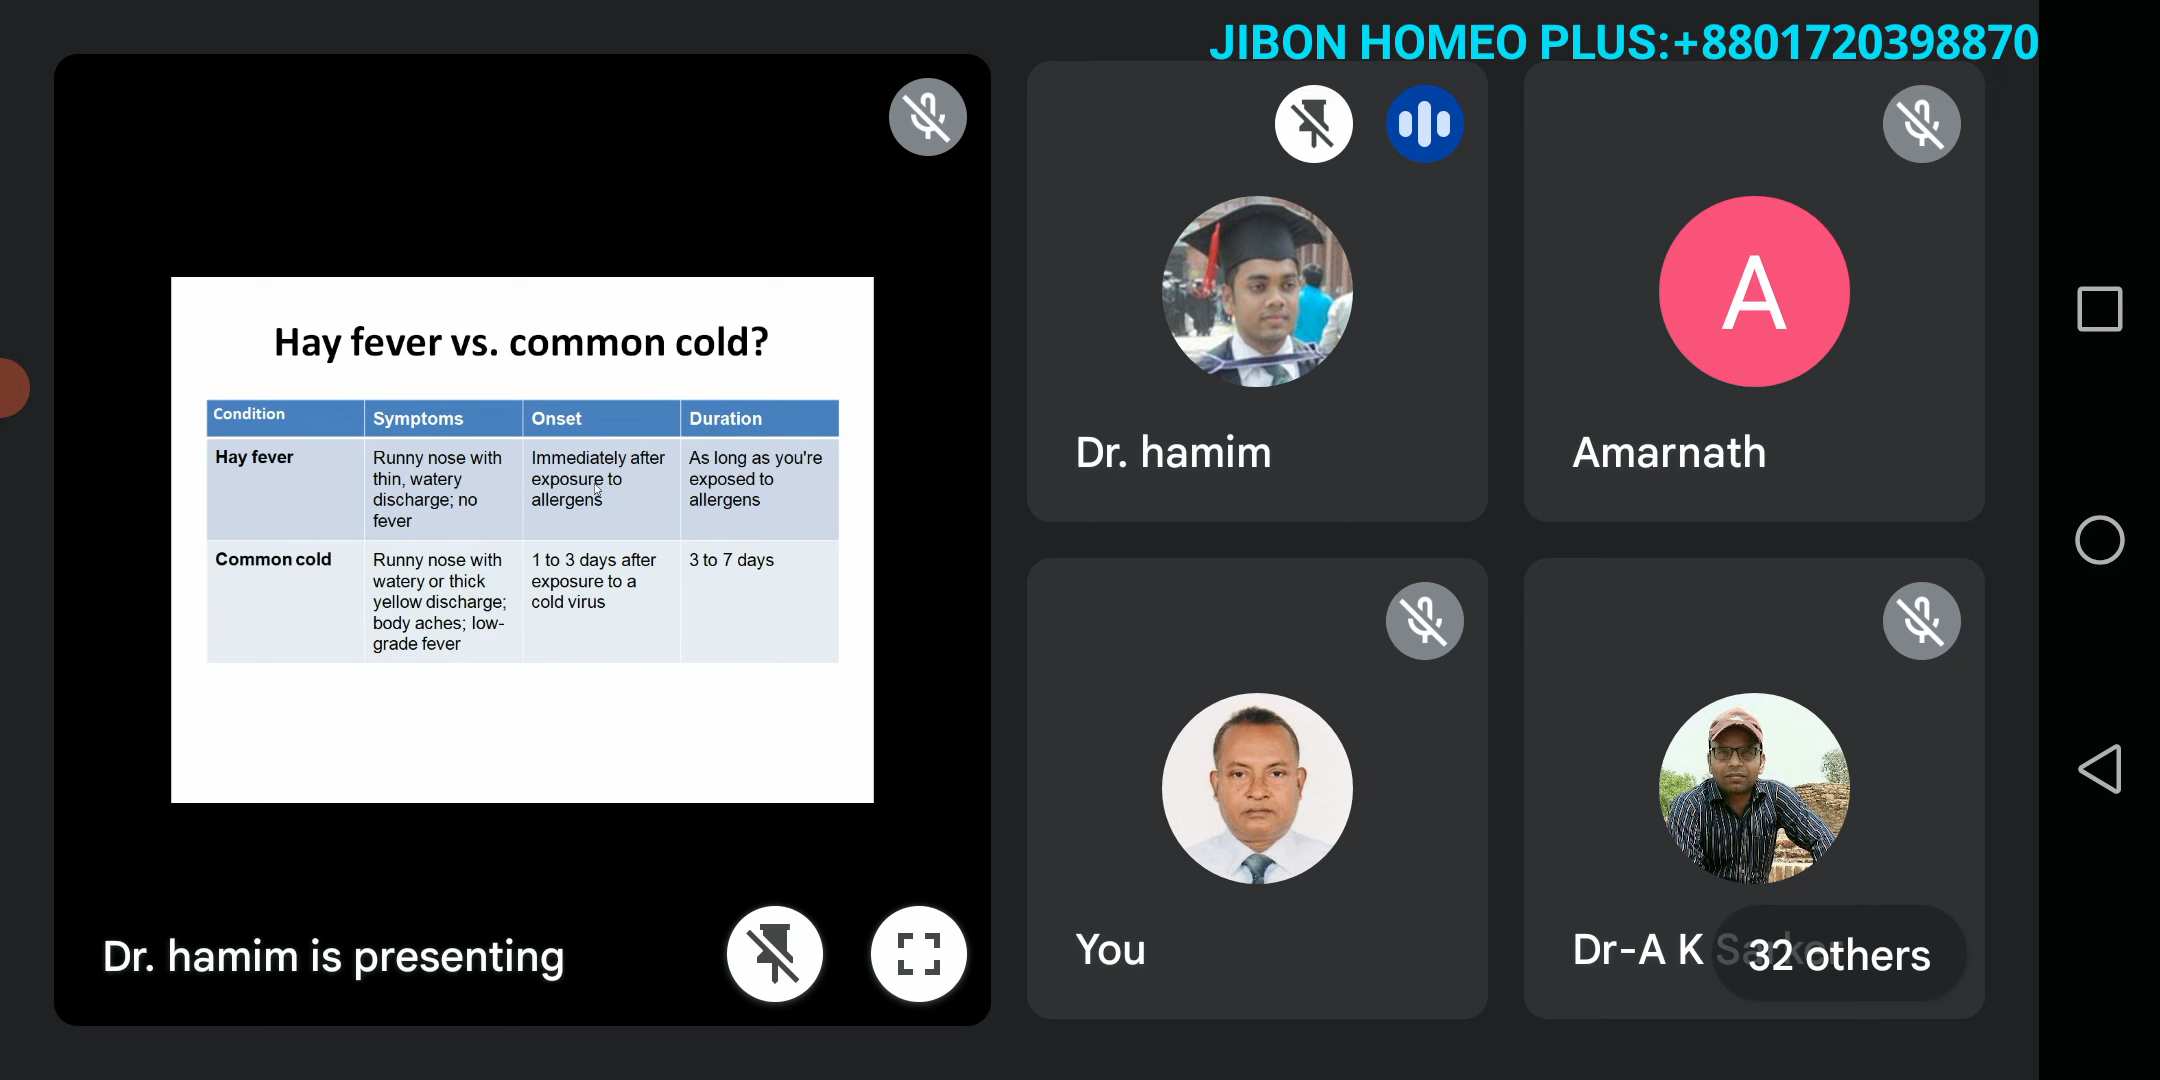 JIBON HOMEO PLUS:+8801720398870
Hay fever vs. common cold?
Condition
Symptoms
Onset
Duration
Hay fever
Runny nose with
thin, watery
discharge; no
fever
Immediately after
exposure to
allergens
As long as you're
exposed to
allergens
Common cold
Runny nose with
watery or thick
yellow discharge;
body aches; low-
grade fever
1 to 3 days after
exposure to a
cold virus
3 to 7 days
Dr. hamim is presenting
Dr. hamim
A
Amarnath
You
Dr-A K
32 others